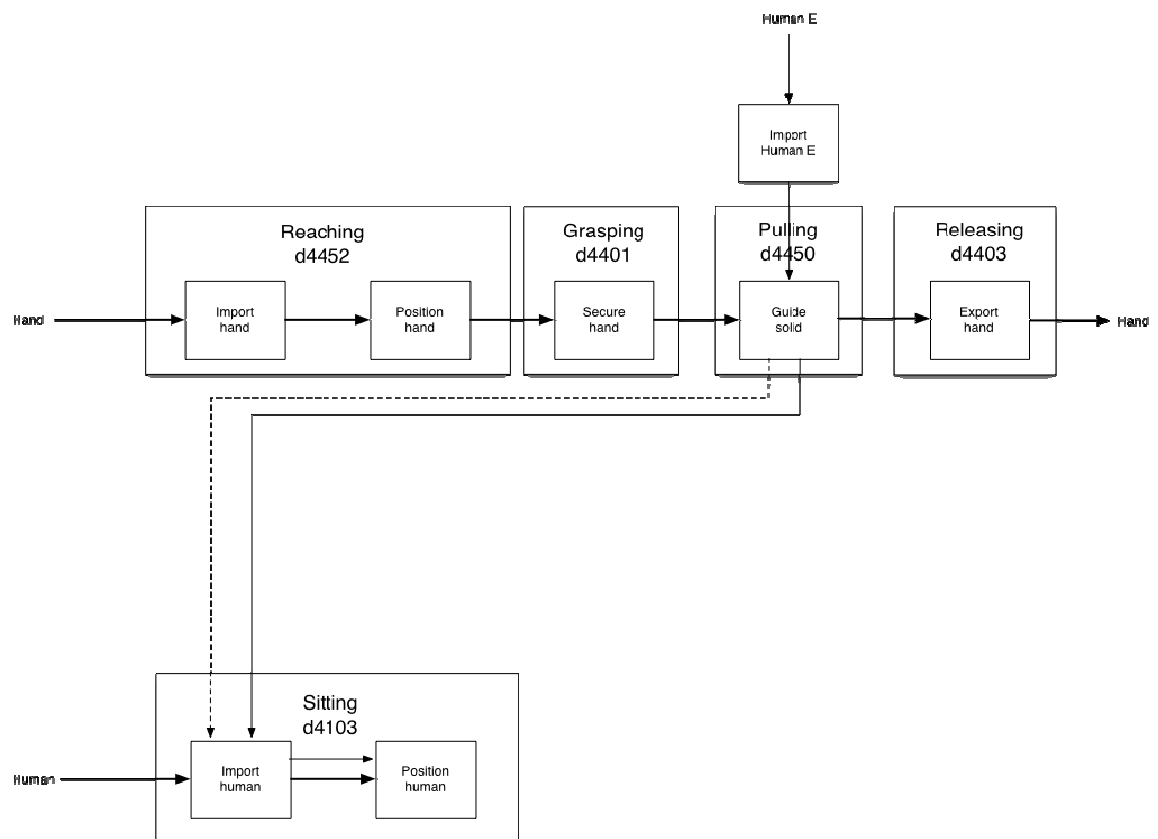 Human E
Import
Human E
Reaching
d4452
Grasping
d4401
Pulling
d4450
Releasing
d4403
Hand
Import
hand
Position
hand
Secure
hand
Guide
solid
Export
hand
Hand
Sitting
d4103
Human
Import
human
Position
human